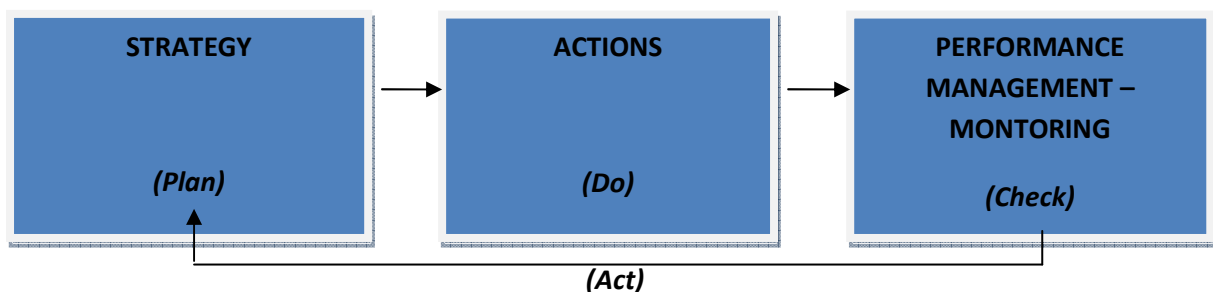 STRATEGY
(Plan)
ACTIONS
(Do)
PERFORMANCE
MANAGEMENT –
MONTORING
(Check)
(Act)